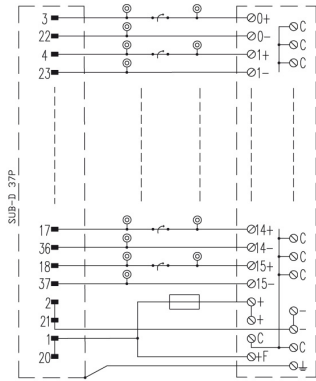 3 0+ C
22 0- C
4 1+ C
23 1-
SUB-D 37P
17 14+ C
36 14- C
18 15+ C
37 15-
2 + -
21 + -
1 C C
20 +F